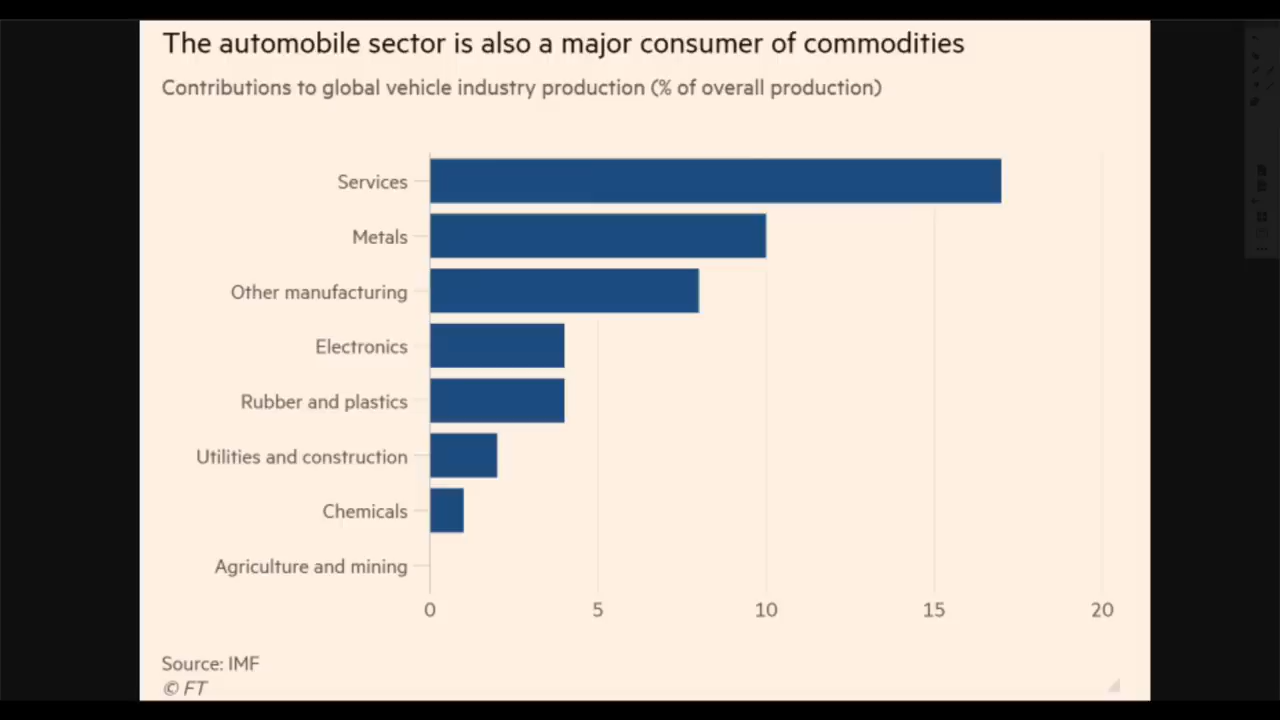 The automobile sector is also a major consumer of commodities
Contributions to global vehicle industry production (% of overall production)
Services
Metals
Other manufacturing
Electronics
Rubber and plastics
Utilities and construction
Chemicals
Agriculture and mining
0 5 10 15 20
Source: IMF
© FT